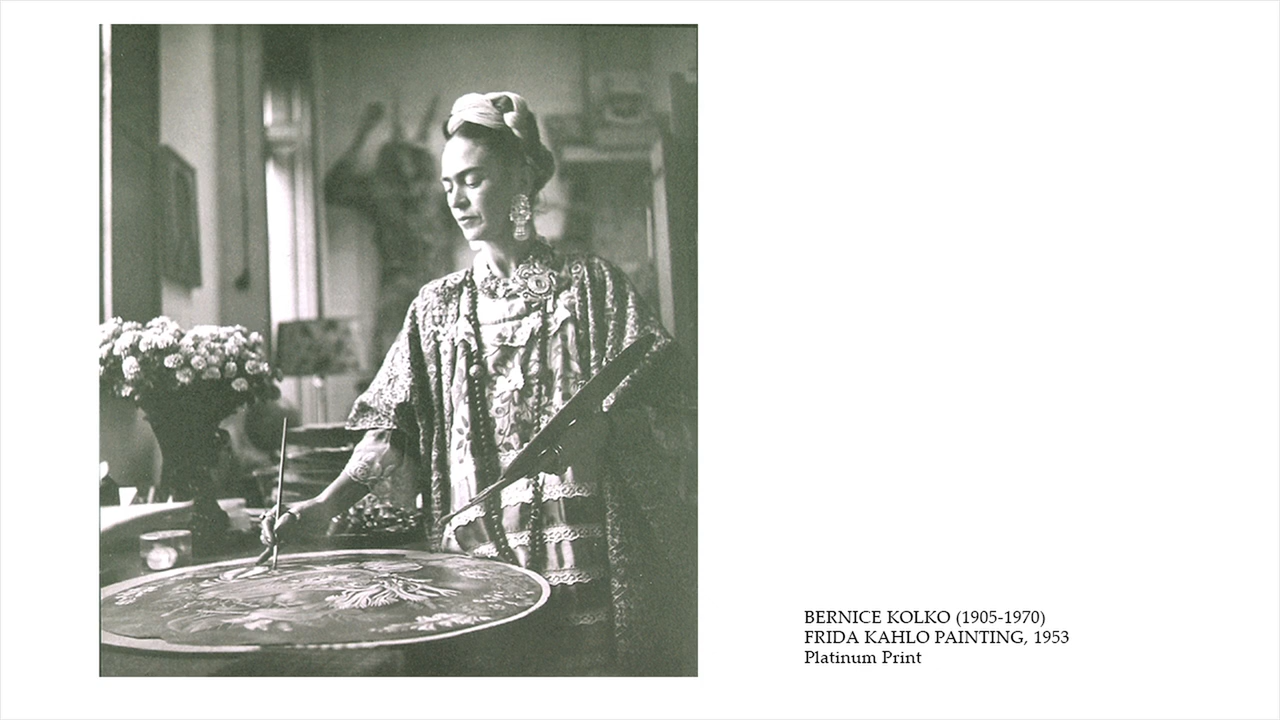 BERNICE KOLKO (1905-1970)
FRIDA KAHLO PAINTING, 1953
Platinum Print